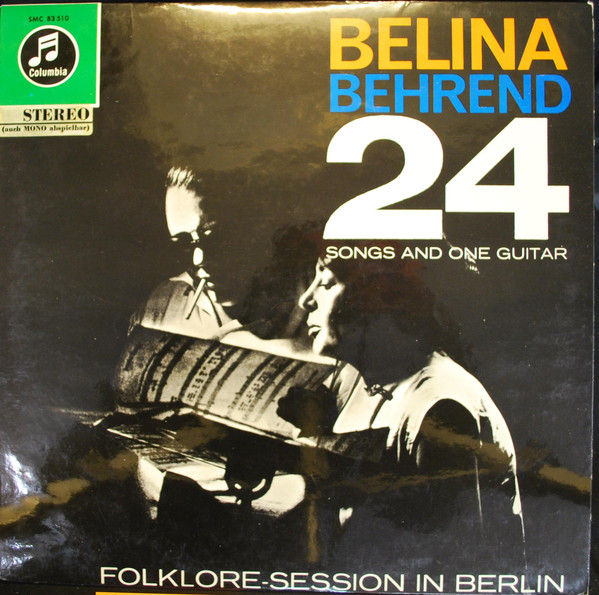 SMC 83 510
Columbia
STEREO
(auch MONO abspielbar)
BELINA
BEHREND
24
SONGS AND ONE GUITAR
FOLKLORE-SESSION IN BERLIN